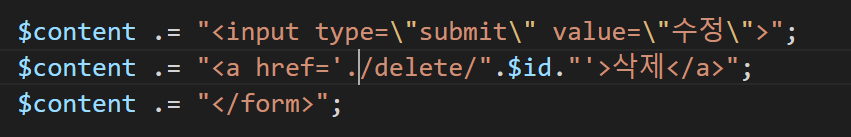 $content .= "<input type=\"submit\" value=\"수정\">";
$content .= "<a href='./delete/".$id."'>삭제</a>";
$content .= "</form>";